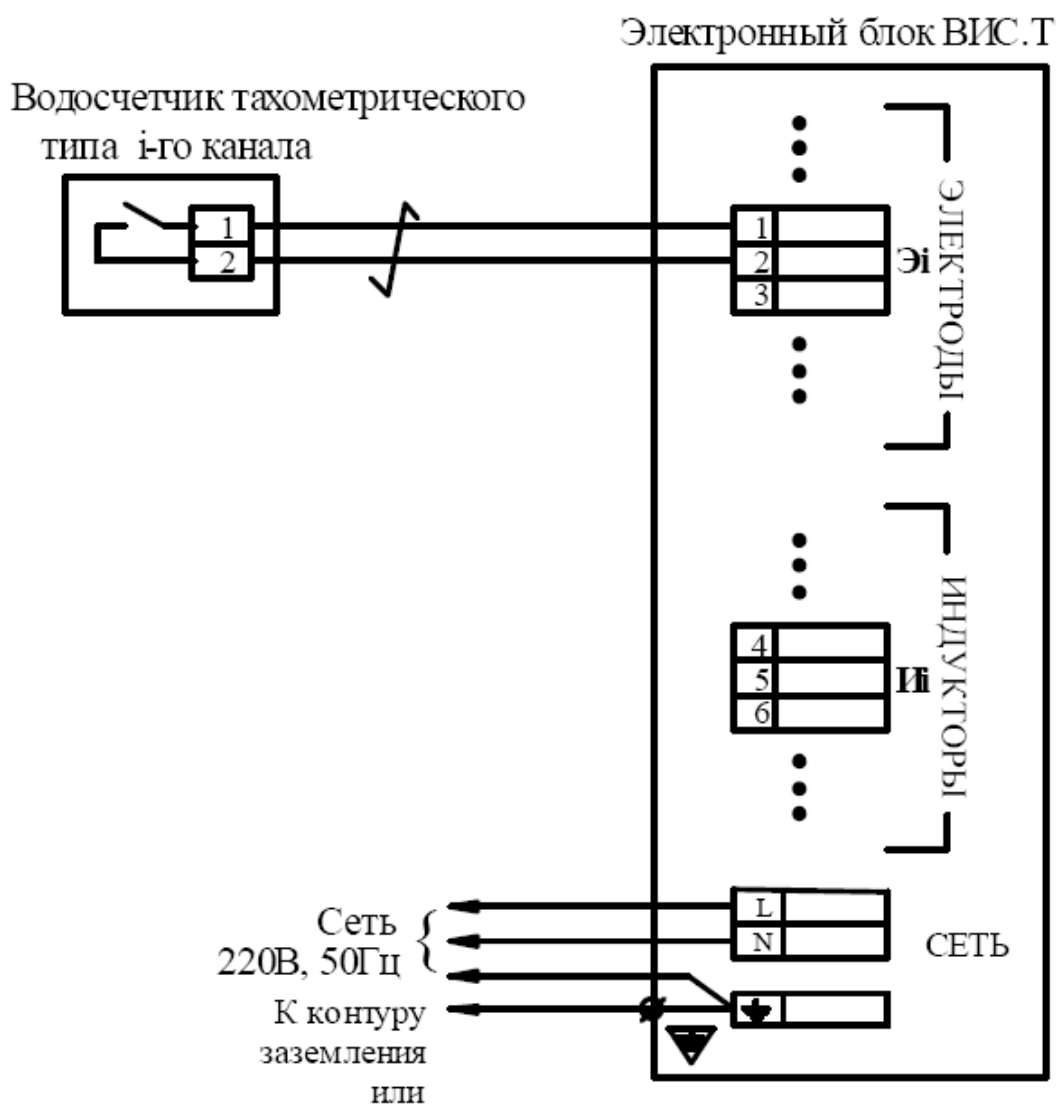 Электронный блок ВИС.Т
Водосчетчик тахометрического
типа i-го канала
1
2
1
2
3
Эi
ЭЛЕКТРОДЫ
4
5
6
Иi
ИНДУКТОРЫ
Сеть
220В, 50Гц
L
N
СЕТЬ
К контуру
заземления
или